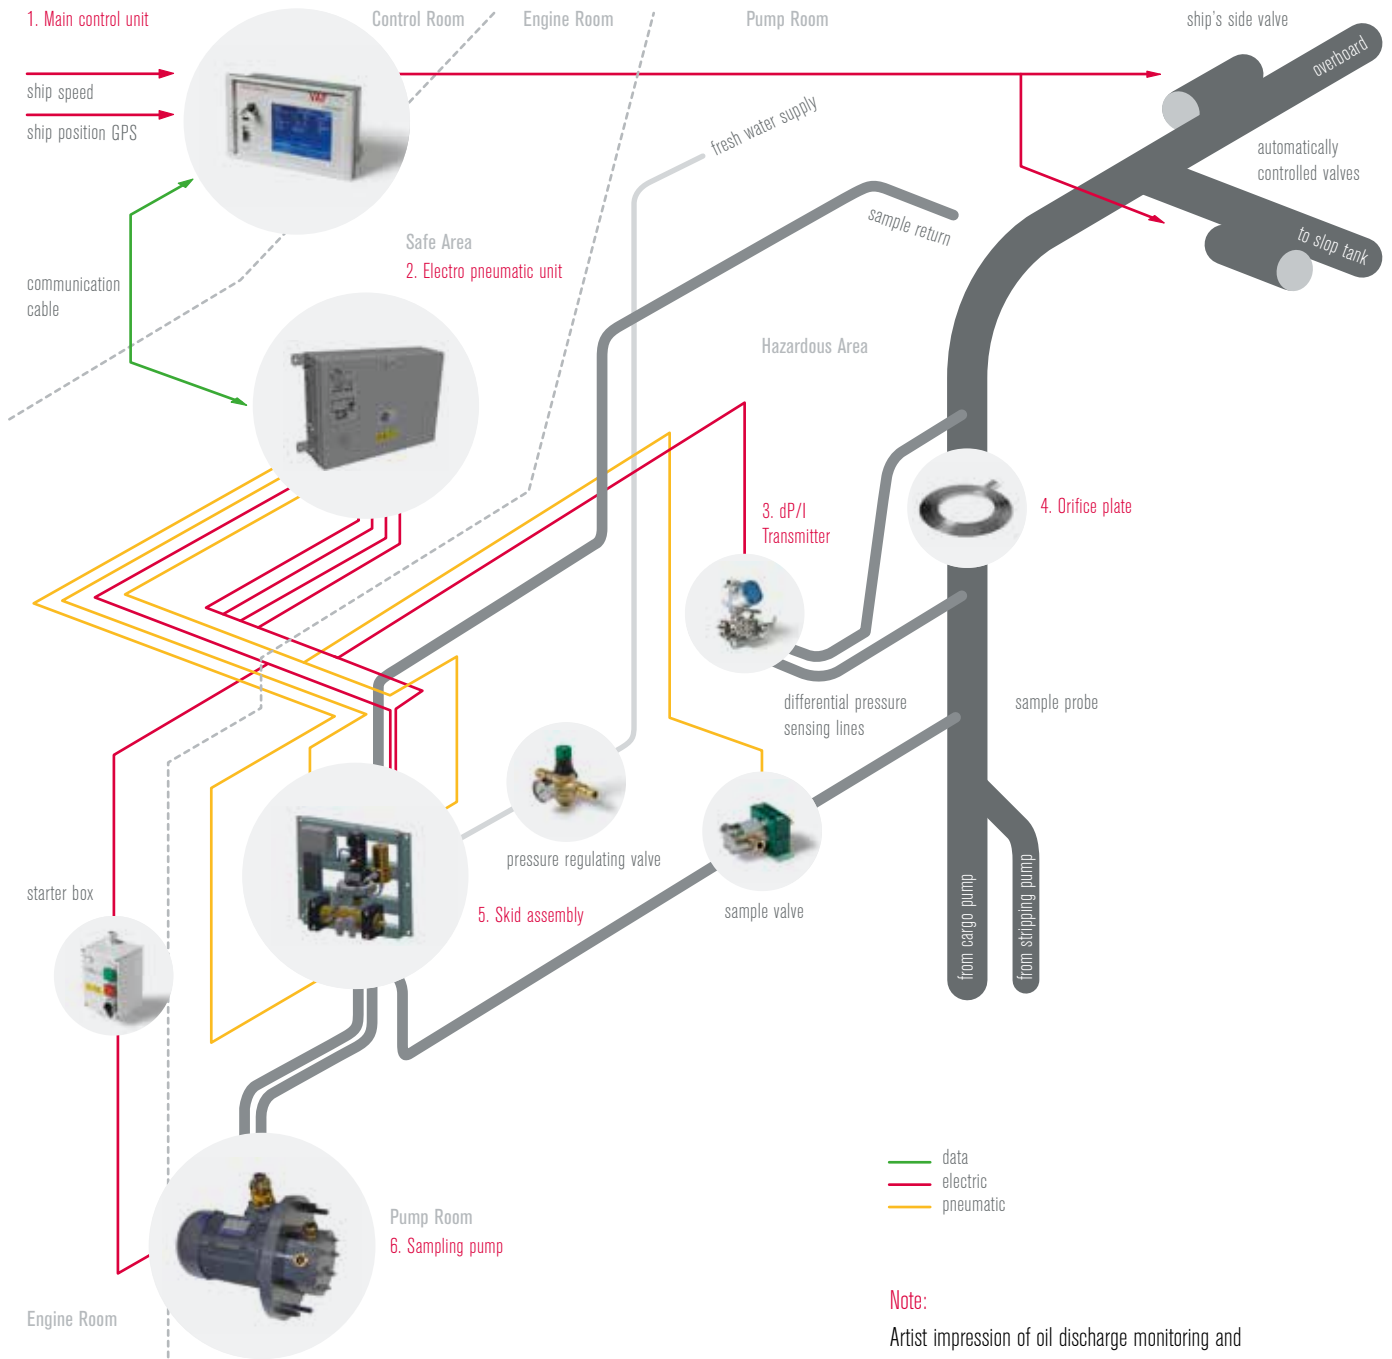 1. Main control unit
Control Room
Engine Room
Pump Room
ship's side valve
overboard
ship speed
ship position GPS
VAF
fresh water supply
automatically
controlled valves
sample return
to slop tank
Safe Area
2. Electro pneumatic unit
communication
cable
Hazardous Area
3. dP/I
Transmitter
4. Orifice plate
differential pressure
sensing lines
sample probe
pressure regulating valve
starter box
5. Skid assembly
sample valve
from cargo pump
from stripping pump
data
electric
pneumatic
Pump Room
6. Sampling pump
Engine Room
Note:
Artist impression of oil discharge monitoring and